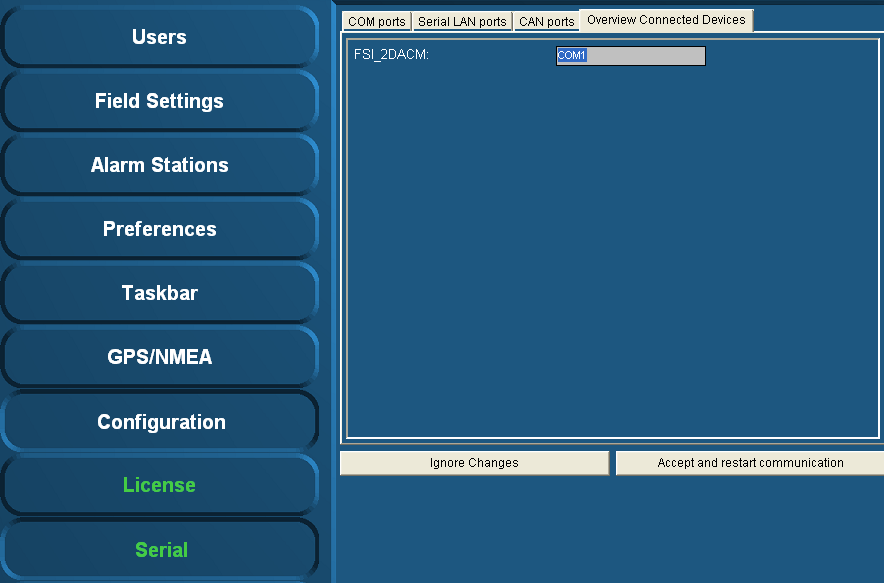 Users
Field Settings
Alarm Stations
Preferences
Taskbar
GPS/NMEA
Configuration
License
Serial
COM ports
Serial LAN ports
CAN ports
Overview Connected Devices
FSI_2DACM:
COM1
Ignore Changes
Accept and restart communication